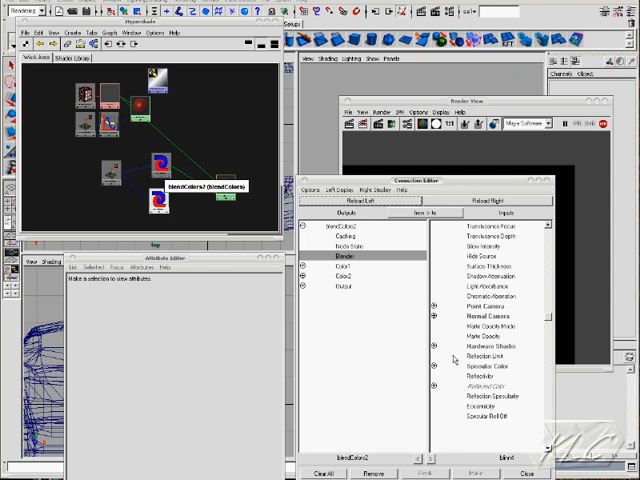 Rendering
sel▾
Hypershade
File Edit View Create Tabs Graph Window Options Help
Work Area Shader Library
blendColors2 (blendColors)
top
View Shading Lighting Show Panels
Channels Object
Render View
File View Render IPR Options Display Help
Maya Software
IPR: 0MB
Connection Editor
Options Left Display Right Display Help
Reload Left Reload Right
Outputs from -> to Inputs
blendColors2
Caching
Node State
Blender
Color1
Color2
Output
Translucence Focus
Translucence Depth
Glow Intensity
Hide Source
Surface Thickness
Shadow Attenuation
Light Absorbance
Chromatic Aberration
Point Camera
Normal Camera
Matte Opacity Mode
Matte Opacity
Hardware Shader
Reflection Limit
Specular Color
Reflectivity
Reflected Color
Reflection Specularity
Eccentricity
Specular Roll Off
blendColors2 < > blinn4
Clear All Remove Break Make Close
View Shading
Attribute Editor
List Selected Focus Attributes Help
Make a selection to view attributes.